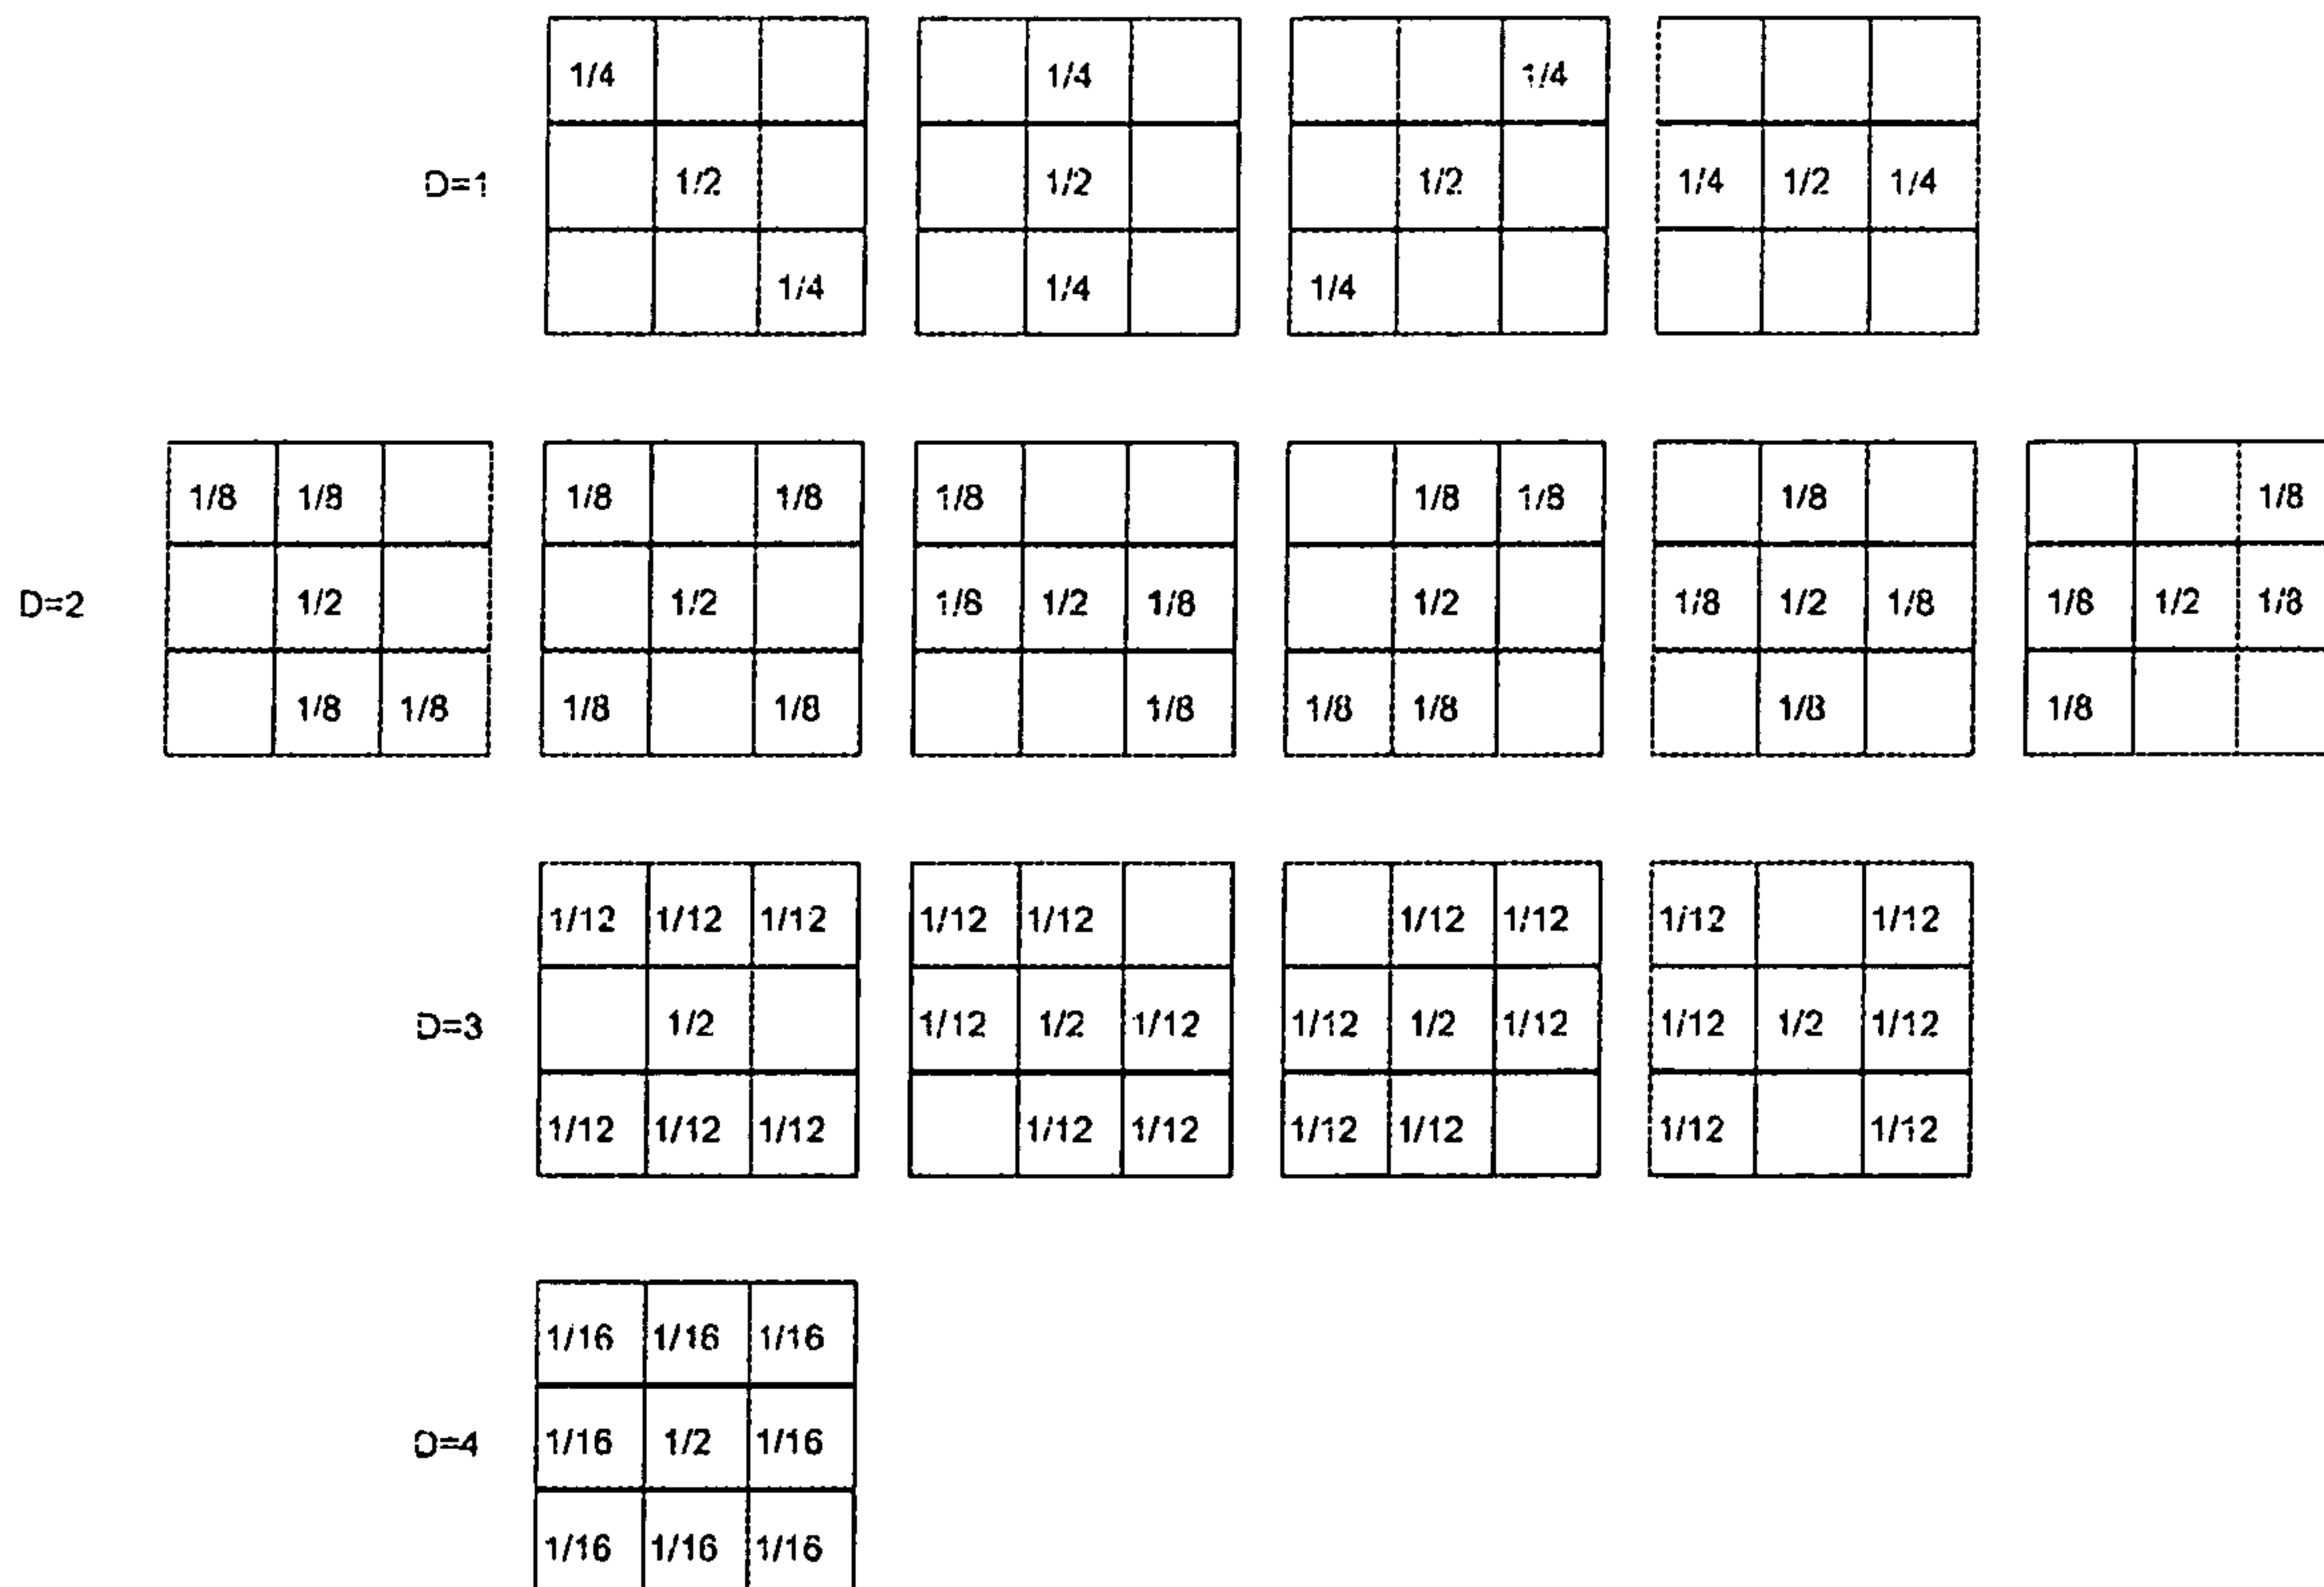 1/4 1/4 1/4
D=1 1/2 1/2 1/2 1/4 1/2 1/4
1/4 1/4 1/4
1/8 1/8 1/8 1/8 1/8 1/8 1/8 1/8 1/8
D=2 1/2 1/2 1/8 1/2 1/8 1/2 1/8 1/2 1/8 1/8 1/2 1/8
1/8 1/8 1/8 1/8 1/8 1/8 1/8 1/8 1/8
1/12 1/12 1/12 1/12 1/12 1/12 1/12 1/12 1/12
D=3 1/2 1/12 1/2 1/12 1/12 1/2 1/12 1/12 1/2 1/12
1/12 1/12 1/12 1/12 1/12 1/12 1/12 1/12 1/12
1/16 1/16 1/16
D=4 1/16 1/2 1/16
1/16 1/16 1/16